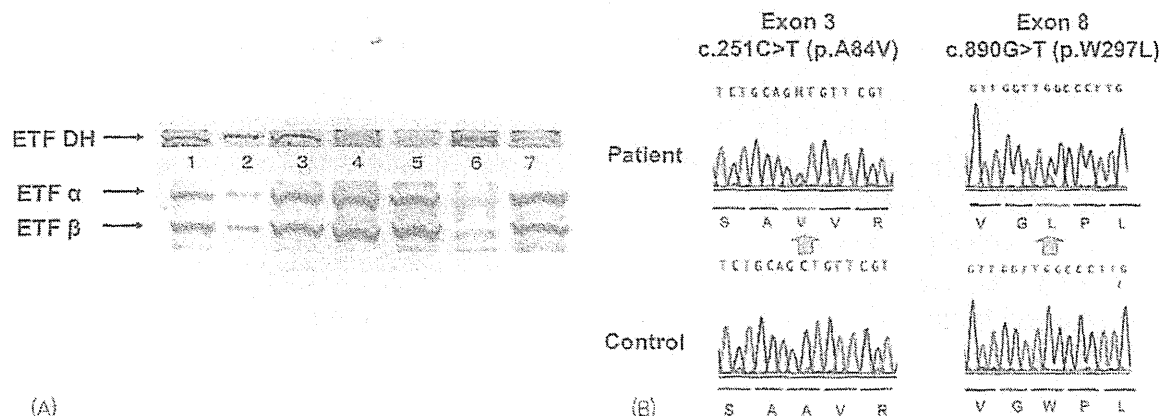 Exon 3
c.251C>T (p.A84V)
Exon 8
c.890G>T (p.W297L)
T C T G C A G N T G T T C G T
ETF DH
1 2 3 4 5 6 7
Patient
ETF α
S A V V R
V G L P L
ETF β
T C T G C A G C T G T T C G T
Control
S A A V R
V G W P L
(A)
(B)